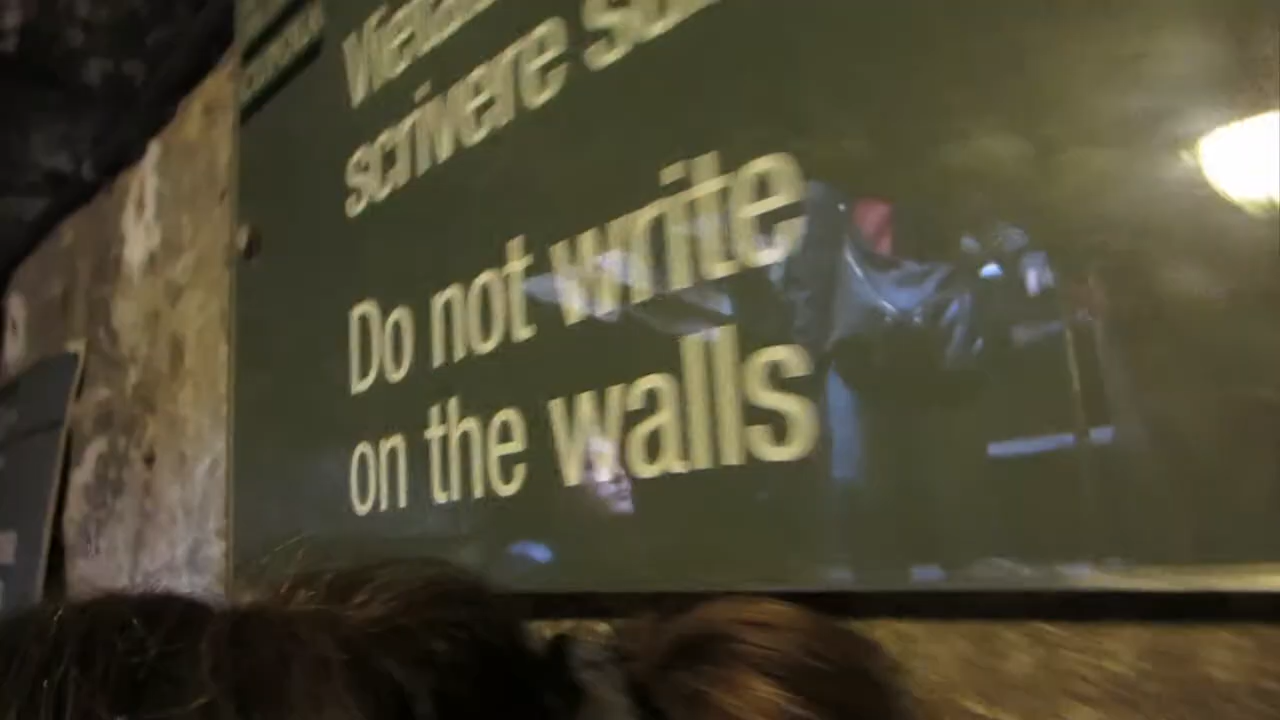 scrivere
Do not write
on the walls